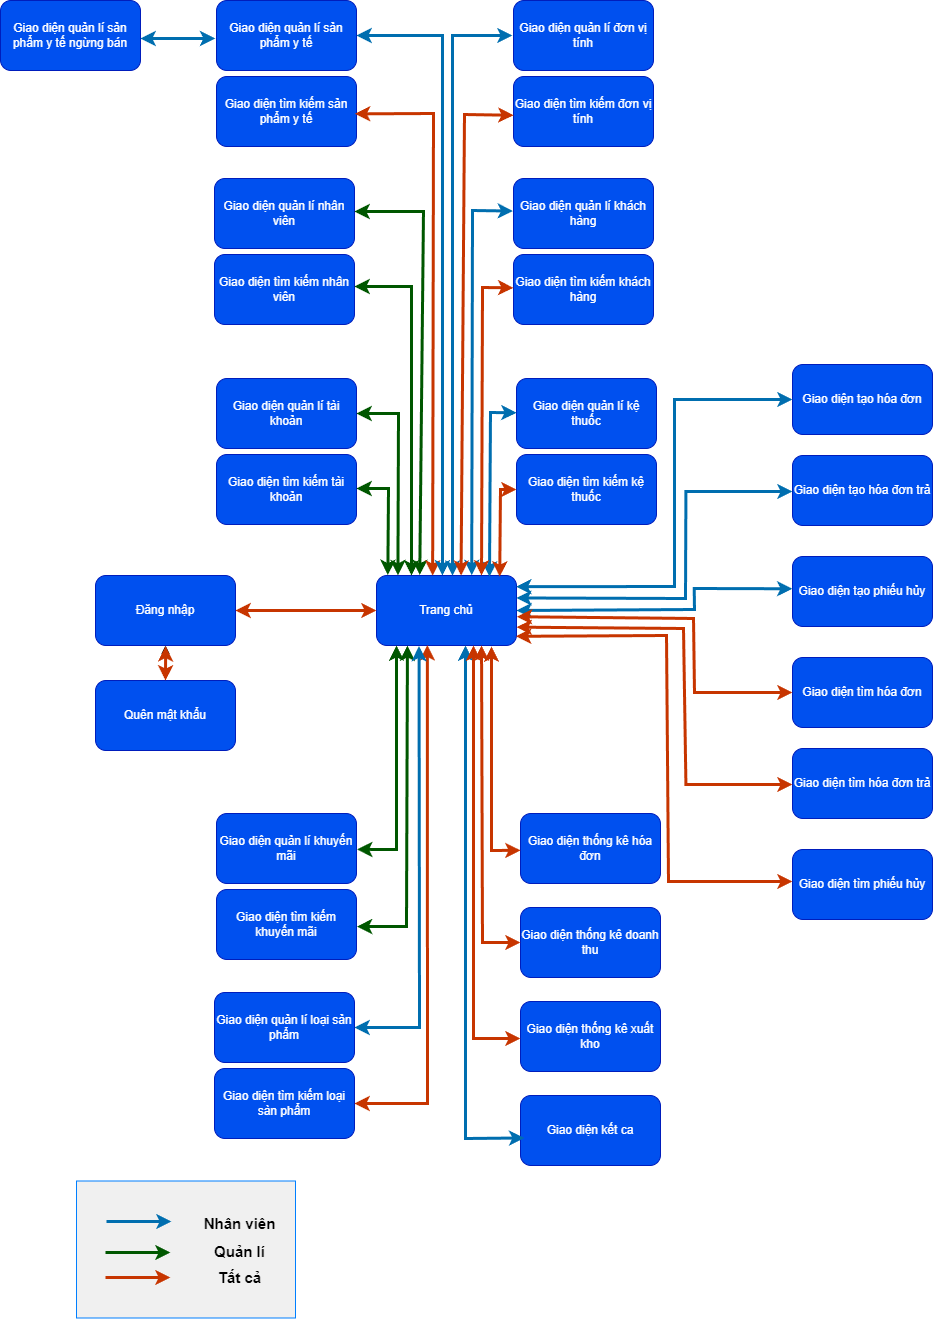 Giao diện quản lí sản
phẩm y tế ngừng bán
Giao diện quản lí sản
phẩm y tế
Giao diện quản lí đơn vị
tính
Giao diện tìm kiếm sản
phẩm y tế
Giao diện tìm kiếm đơn vị
tính
Giao diện quản lí nhân
viên
Giao diện quản lí khách
hàng
Giao diện tìm kiếm nhân
viên
Giao diện tìm kiếm khách
hàng
Giao diện quản lí tài
khoản
Giao diện quản lí kệ
thuốc
Giao diện tạo hóa đơn
Giao diện tìm kiếm tài
khoản
Giao diện tìm kiếm kệ
thuốc
Giao diện tạo hóa đơn trả
Đăng nhập
Trang chủ
Giao diện tạo phiếu hủy
Quên mật khẩu
Giao diện tìm hóa đơn
Giao diện tìm hóa đơn trả
Giao diện quản lí khuyến
mãi
Giao diện thống kê hóa
đơn
Giao diện tìm phiếu hủy
Giao diện tìm kiếm
khuyến mãi
Giao diện thống kê doanh
thu
Giao diện quản lí loại sản
phẩm
Giao diện thống kê xuất
kho
Giao diện tìm kiếm loại
sản phẩm
Giao diện kết ca
Nhân viên
Quản lí
Tất cả